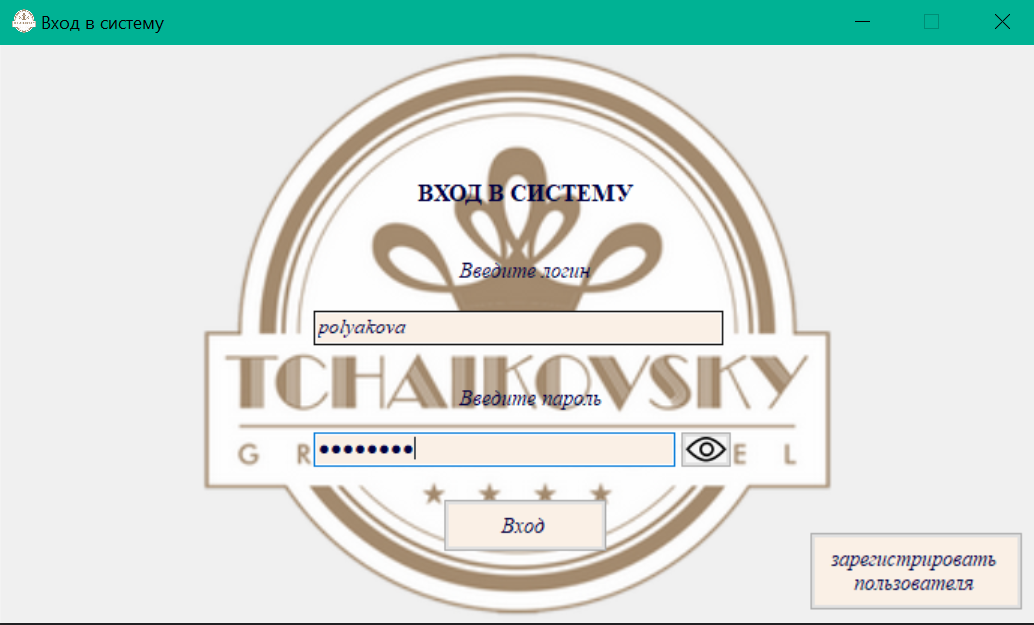 Вход в систему
ВХОД В СИСТЕМУ
Введите логин
polyakova
TCHAIKOVSKY
Введите пароль
G R
••••••••
E L
Вход
зарегистрировать
пользователя